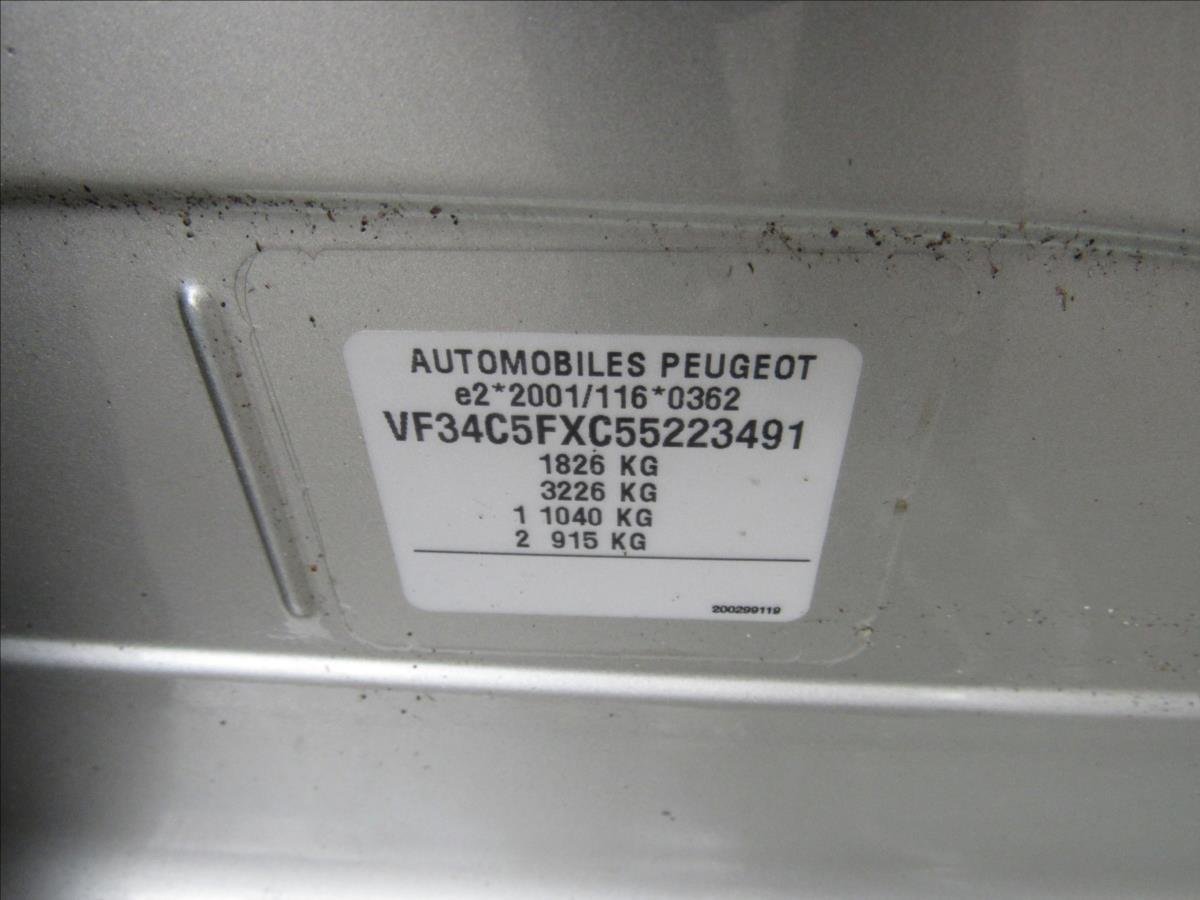 AUTOMOBILES PEUGEOT
e2*2001/116*0362
VF34C5FXC55223491
1826 KG
3226 KG
1 1040 KG
2 915 KG
200299119